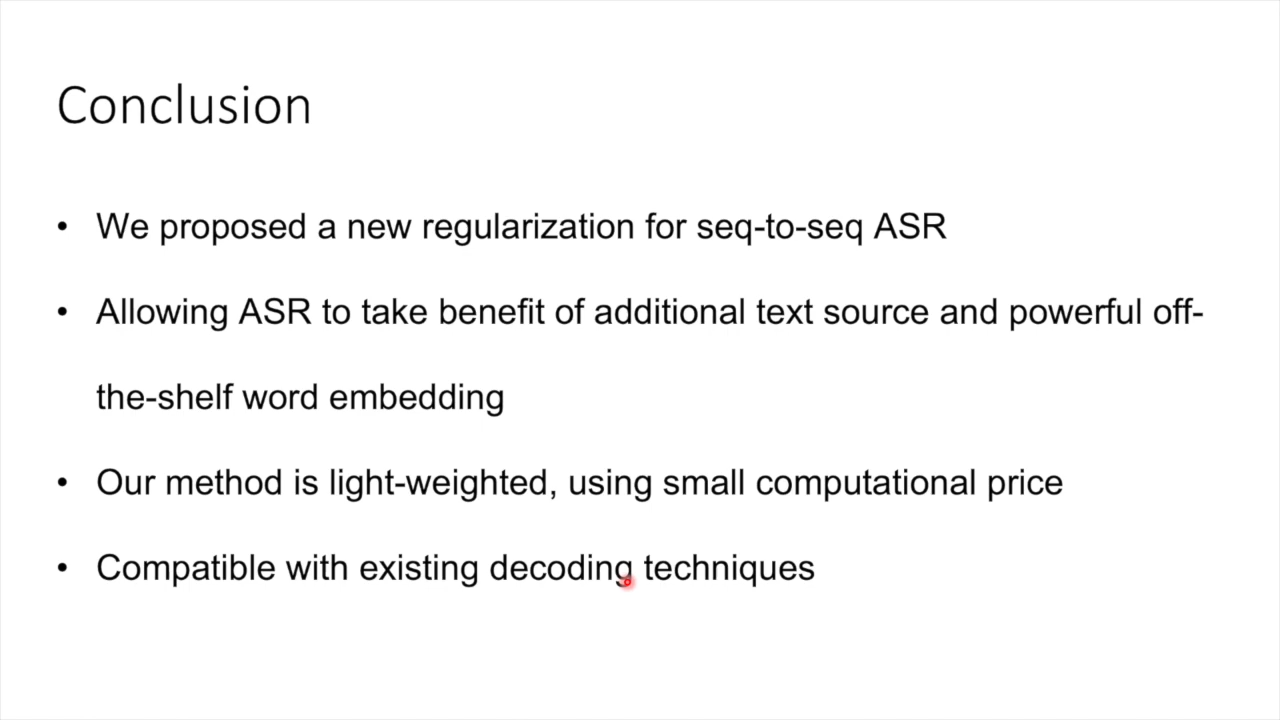 Conclusion
• We proposed a new regularization for seq-to-seq ASR
• Allowing ASR to take benefit of additional text source and powerful off-
the-shelf word embedding
• Our method is light-weighted, using small computational price
• Compatible with existing decoding techniques